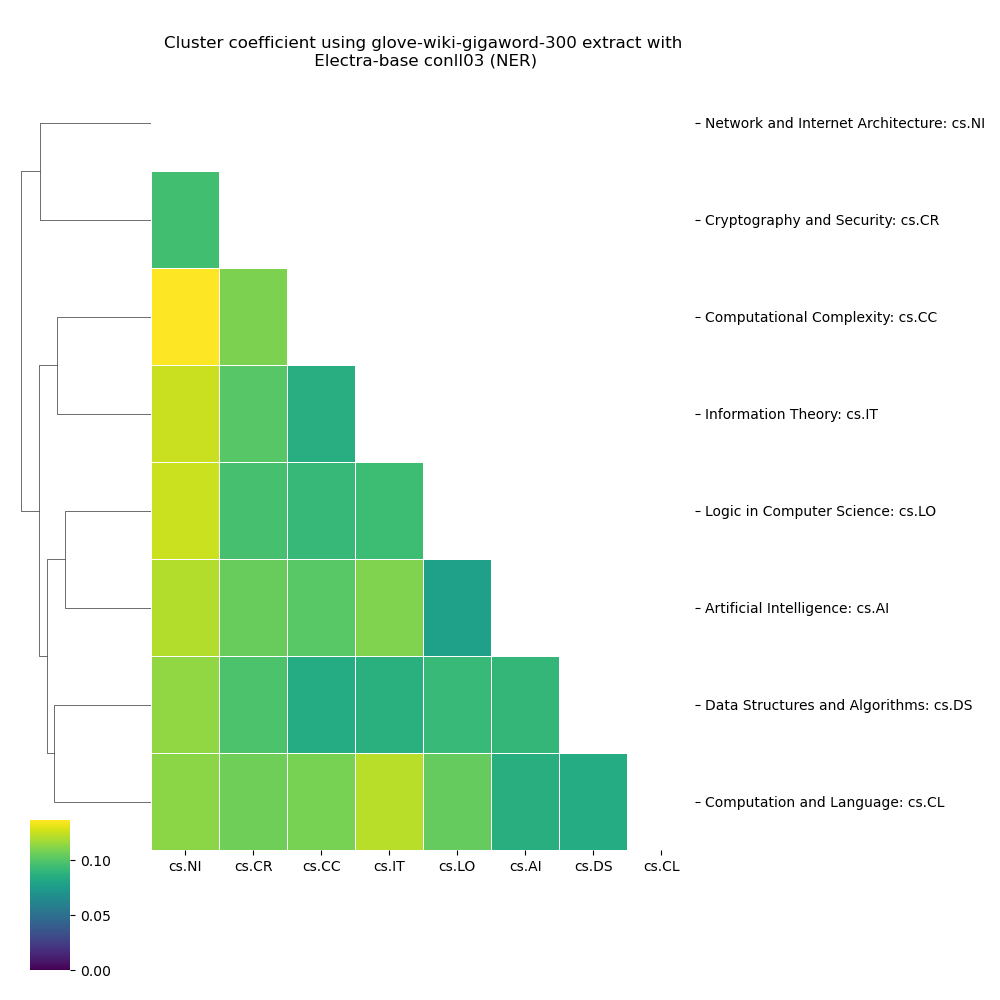 Cluster coefficient using glove-wiki-gigaword-300 extract with
Electra-base conll03 (NER)
Network and Internet Architecture: cs.NI
Cryptography and Security: cs.CR
Computational Complexity: cs.CC
Information Theory: cs.IT
Logic in Computer Science: cs.LO
Artificial Intelligence: cs.AI
Data Structures and Algorithms: cs.DS
Computation and Language: cs.CL
cs.NI cs.CR cs.CC cs.IT cs.LO cs.AI cs.DS cs.CL
0.10
0.05
0.00